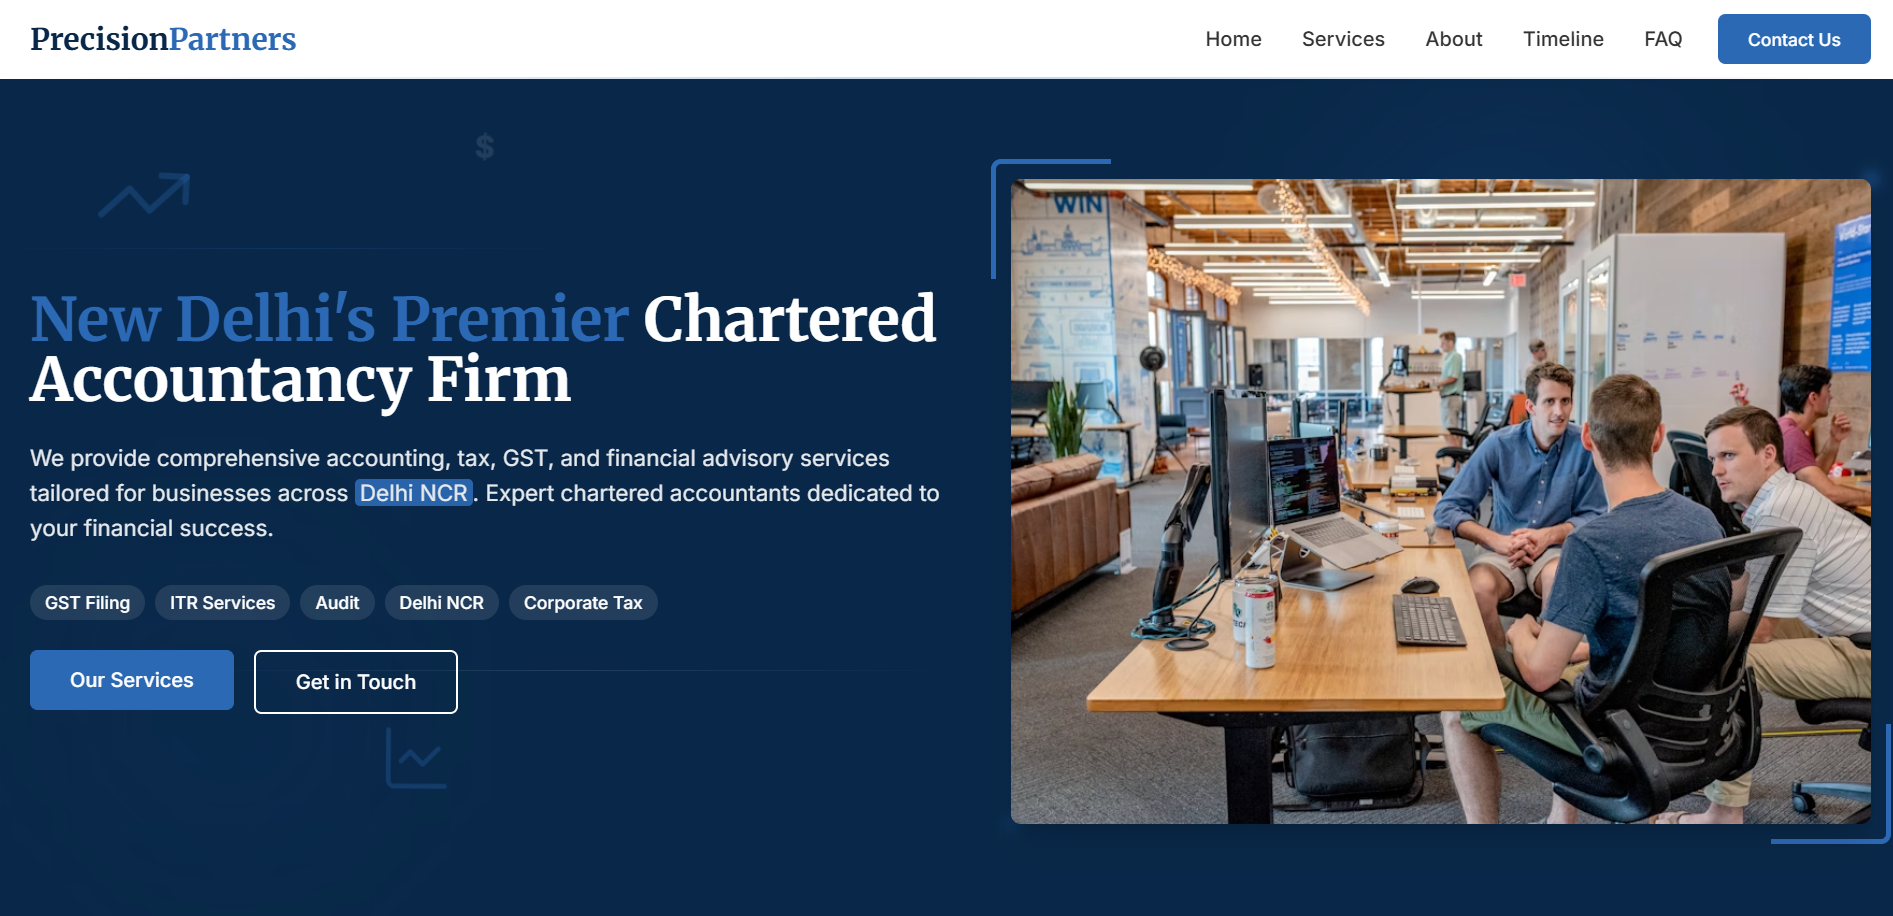 PrecisionPartners
Home Services About Timeline FAQ Contact Us
$
New Delhi's Premier Chartered
Accountancy Firm
We provide comprehensive accounting, tax, GST, and financial advisory services
tailored for businesses across Delhi NCR. Expert chartered accountants dedicated to
your financial success.
GST Filing ITR Services Audit Delhi NCR Corporate Tax
Our Services Get in Touch
WIN